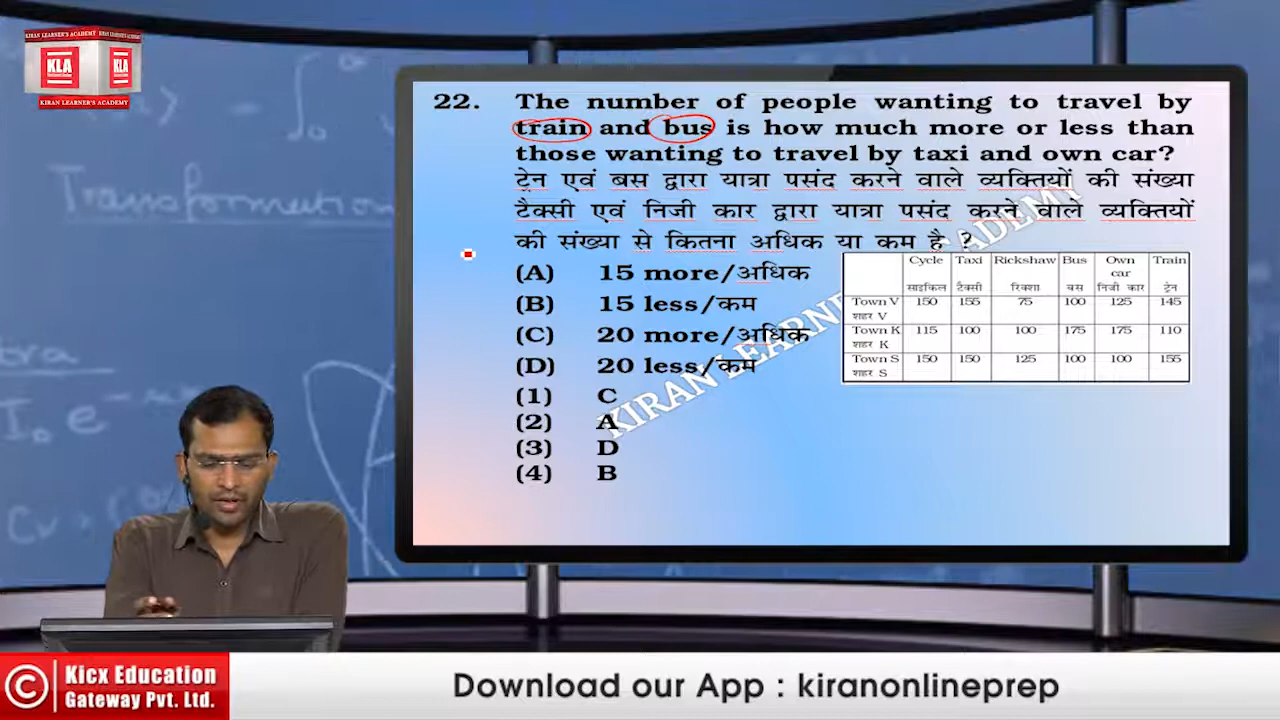 KIRAN LEARNER'S ACADEMY KIRAN LEARNER'S ACADEMY
KLA KLA
KIRAN LEARNER'S ACADEMY
Transformation
22. The number of people wanting to travel by
train and bus is how much more or less than
those wanting to travel by taxi and own car?
ट्रेन एवं बस द्वारा यात्रा पसंद करने वाले व्यक्तियों की संख्या
टैक्सी एवं निजी कार द्वारा यात्रा पसंद करने वाले व्यक्तियों
की संख्या से कितना अधिक या कम है ?
(A) 15 more/अधिक
(B) 15 less/कम
(C) 20 more/अधिक
(D) 20 less/कम
(1) C
(2) A
(3) D
(4) B
Cycle Taxi Rickshaw Bus Own car Train
साइकिल टैक्सी रिक्शा बस निजी कार ट्रेन
Town V 150 155 75 100 125 145
शहर V
Town K 115 100 100 175 175 110
शहर K
Town S 150 150 125 100 100 155
शहर S
KIRAN LEARNER ACADEMY
© Kicx Education
Gateway Pvt. Ltd.
Download our App : kiranonlineprep